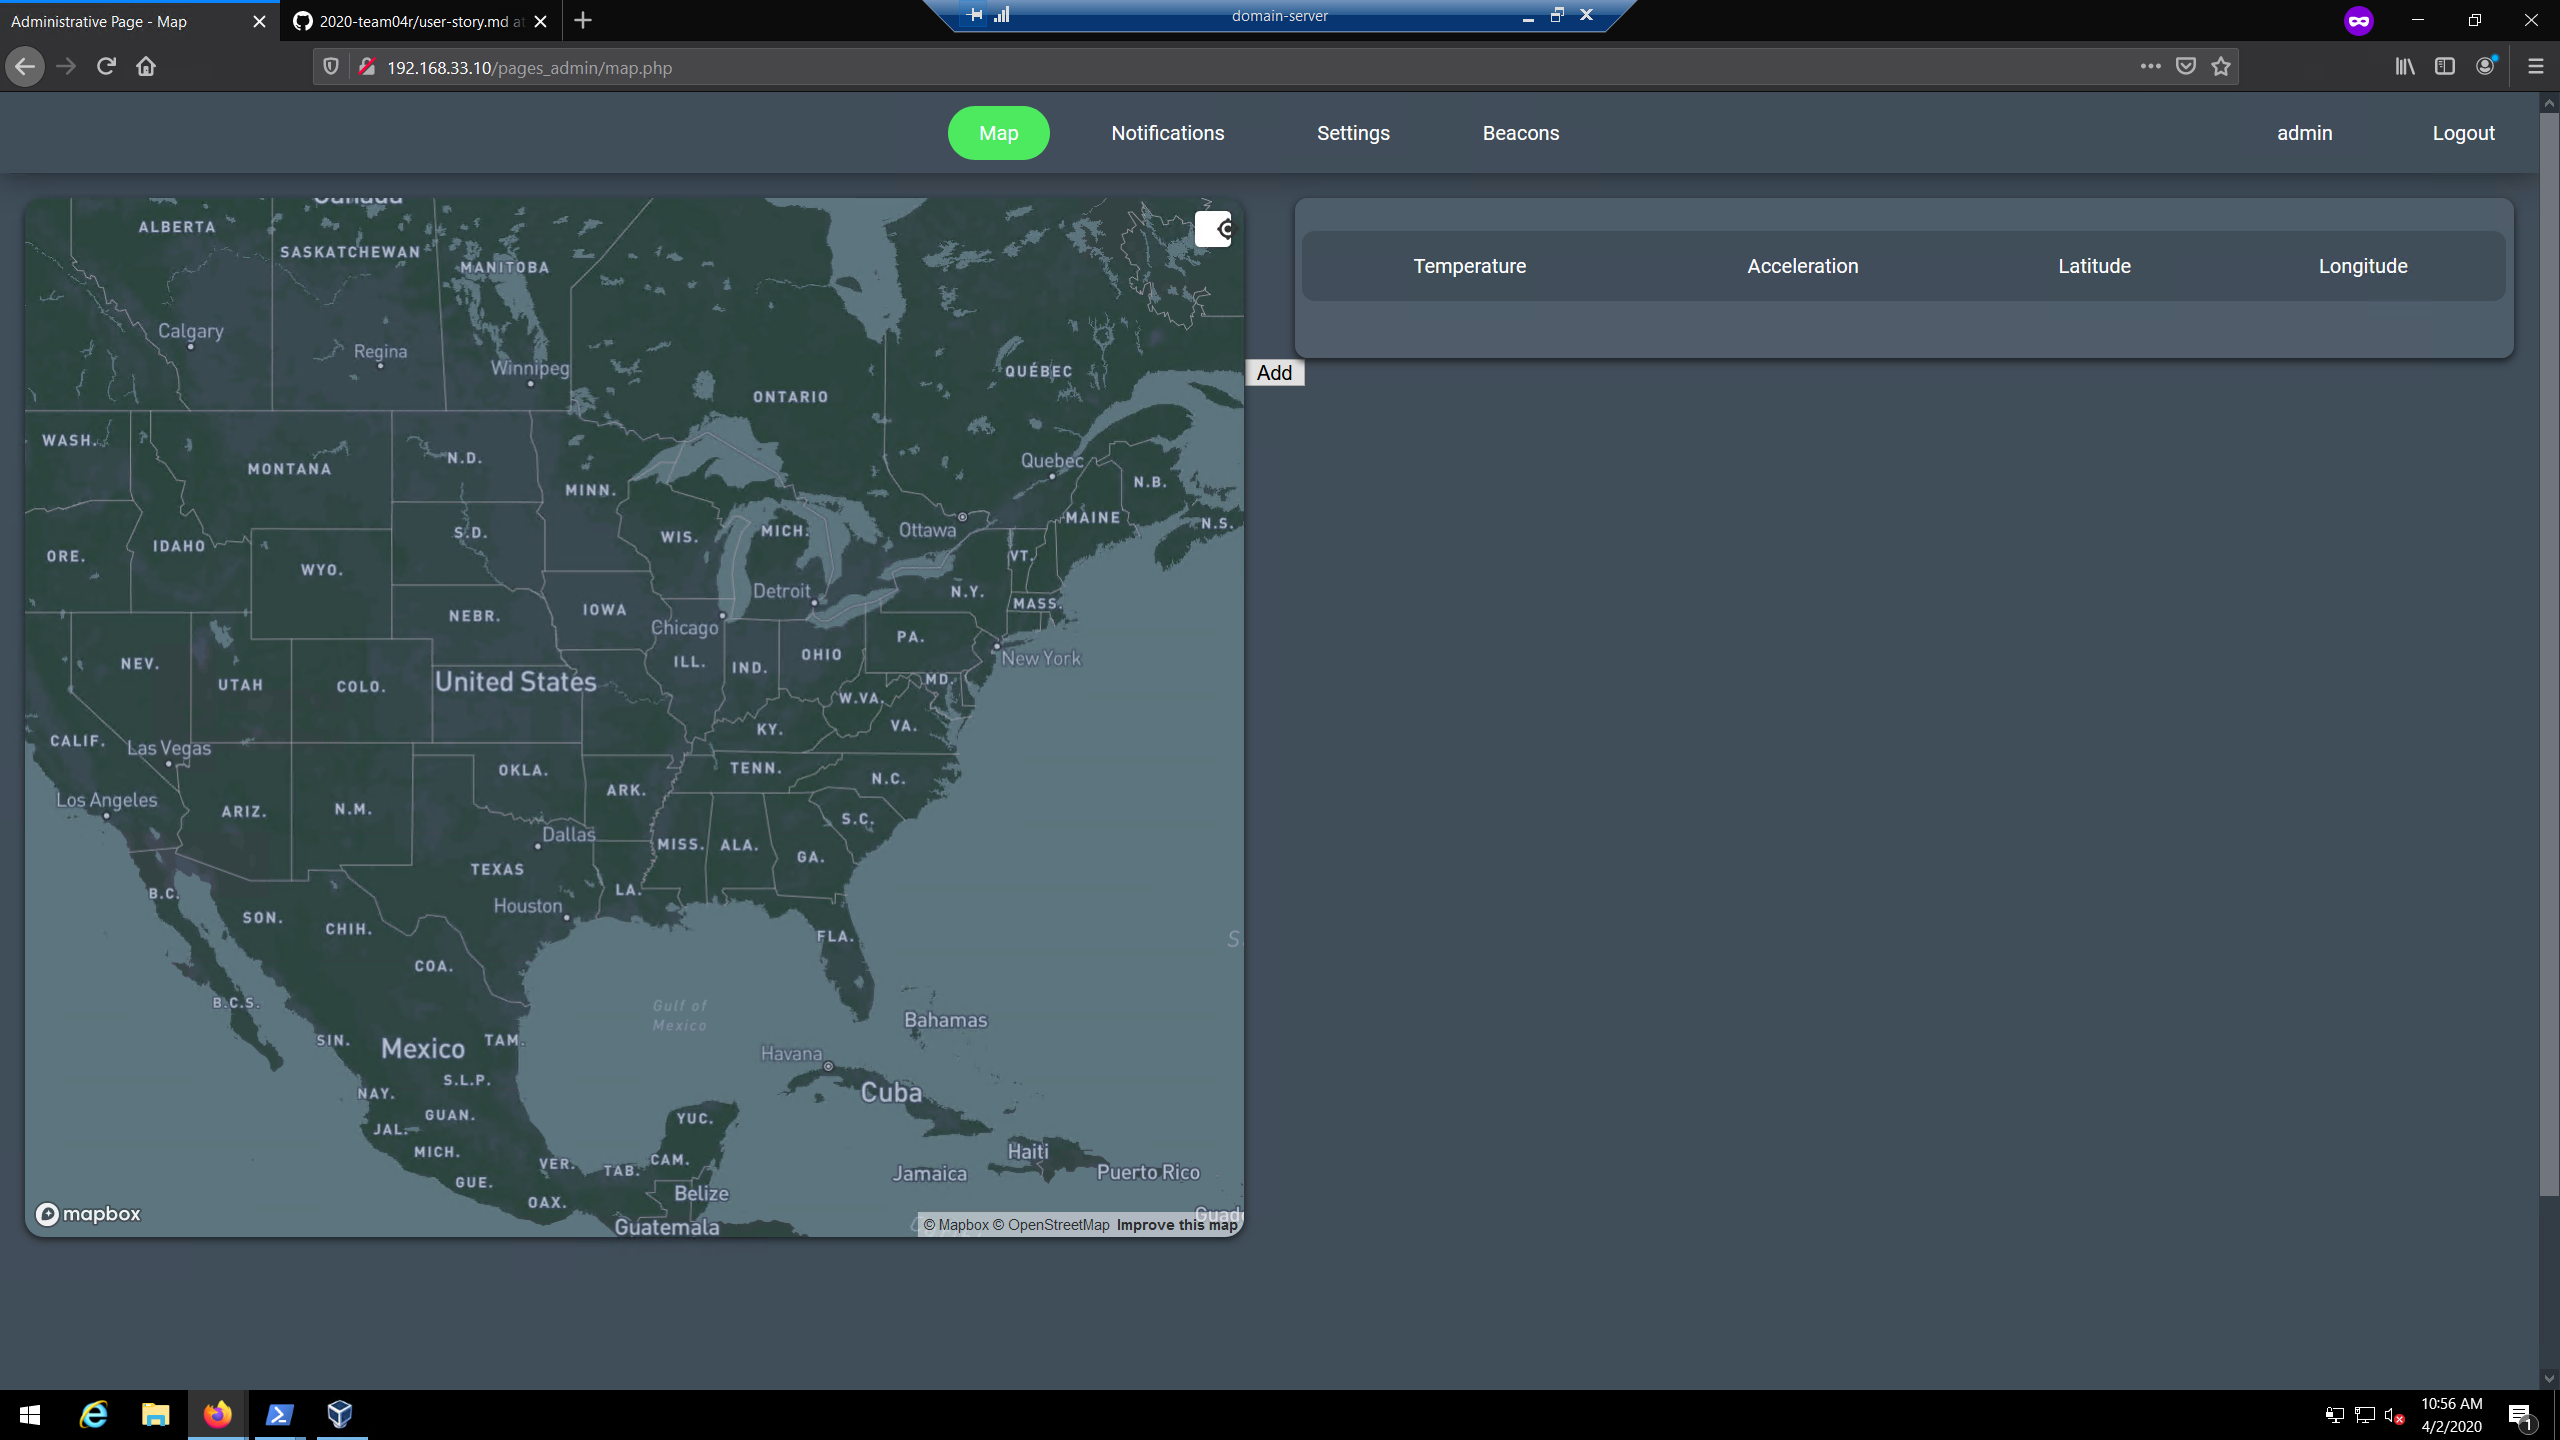 Administrative Page - Map
2020-team04r/user-story.md at
domain-server
192.168.33.10/pages_admin/map.php
Map
Notifications
Settings
Beacons
admin
Logout
Canada
ALBERTA
SASKATCHEWAN
MANITOBA
Calgary
Regina
Winnipeg
ONTARIO
QUÉBEC
Temperature
Acceleration
Latitude
Longitude
Add
WASH.
MONTANA
N.D.
MINN.
Quebec
N.B.
MAINE
N.S.
Ottawa
ORE.
IDAHO
WYO.
S.D.
WIS.
MICH.
VT.
Detroit
N.Y.
MASS.
NEBR.
IOWA
Chicago
PA.
New York
NEV.
UTAH
COLO.
United States
ILL.
IND.
OHIO
MD.
W.VA.
VA.
KY.
CALIF.
Las Vegas
Los Angeles
ARIZ.
N.M.
OKLA.
ARK.
TENN.
N.C.
S.C.
Dallas
TEXAS
MISS.
ALA.
GA.
LA.
Houston
B.C.
SON.
CHIH.
COA.
FLA.
S
B.C.S.
Gulf of
Mexico
Bahamas
SIN.
Mexico
TAM.
Havana
Cuba
S.L.P.
NAY.
GUAN.
JAL.
MICH.
YUC.
Haiti
Jamaica
Puerto Rico
VER.
TAB.
CAM.
GUE.
OAX.
Belize
Guatemala
mapbox
© Mapbox © OpenStreetMap Improve this map
10:56 AM
4/2/2020
1